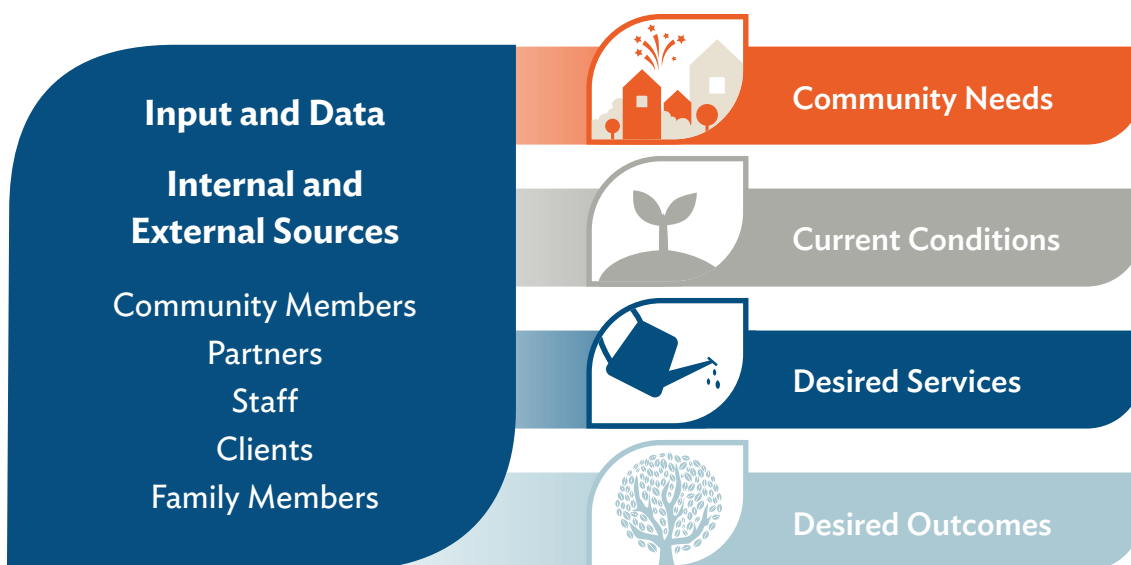 Input and Data
Internal and
External Sources
Community Members
Partners
Staff
Clients
Family Members
Community Needs
Current Conditions
Desired Services
Desired Outcomes